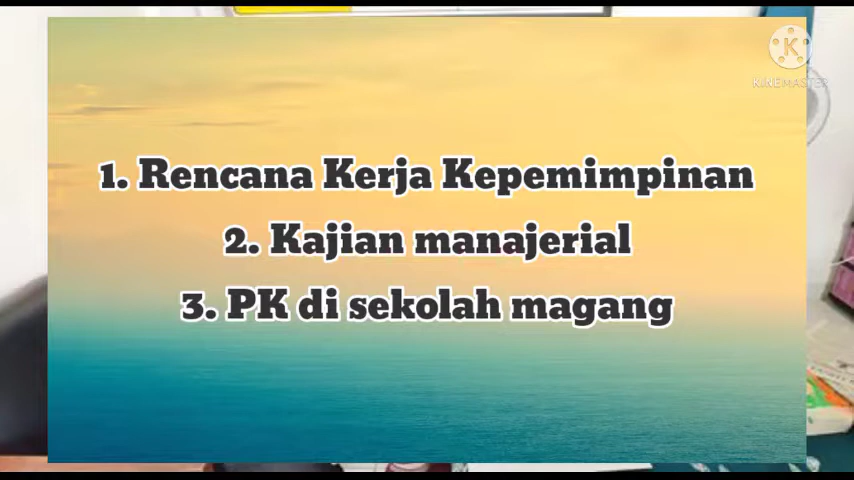 KINEMASTER
1. Rencana Kerja Kepemimpinan
2. Kajian manajerial
3. PK di sekolah magang